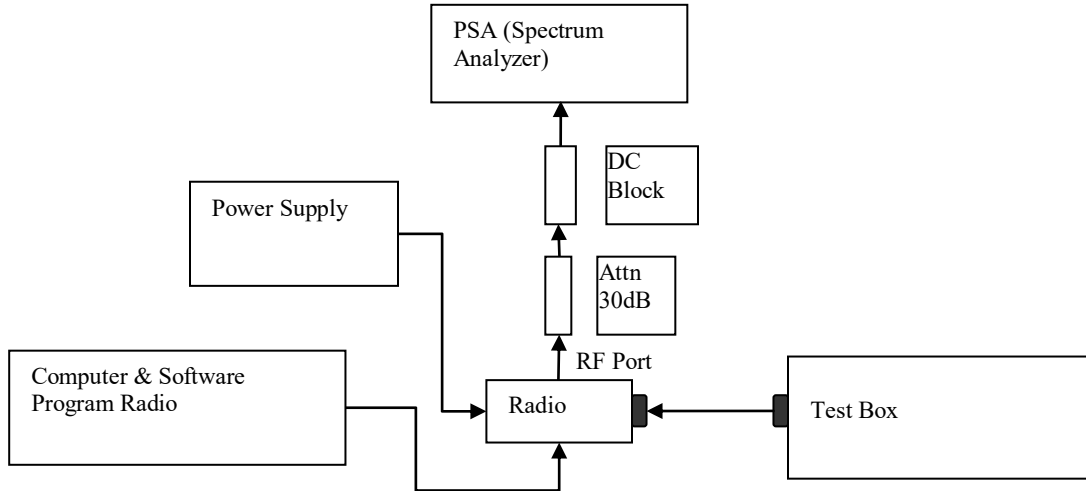 PSA (Spectrum
Analyzer)
DC
Block
Power Supply
Attn
30dB
RF Port
Computer & Software
Program Radio
Radio
Test Box